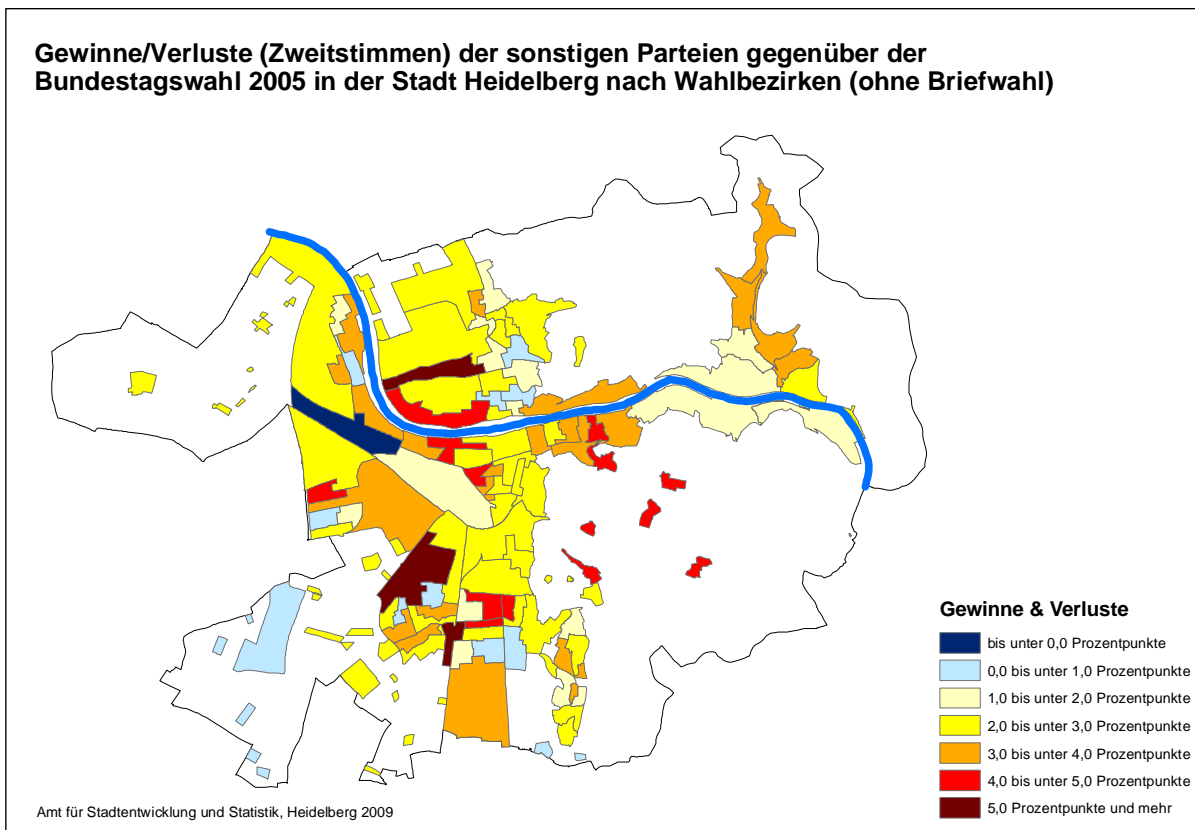 Gewinne/Verluste (Zweitstimmen) der sonstigen Parteien gegenüber der
Bundestagswahl 2005 in der Stadt Heidelberg nach Wahlbezirken (ohne Briefwahl)
Gewinne & Verluste
bis unter 0,0 Prozentpunkte
0,0 bis unter 1,0 Prozentpunkte
1,0 bis unter 2,0 Prozentpunkte
2,0 bis unter 3,0 Prozentpunkte
3,0 bis unter 4,0 Prozentpunkte
4,0 bis unter 5,0 Prozentpunkte
5,0 Prozentpunkte und mehr
Amt für Stadtentwicklung und Statistik, Heidelberg 2009